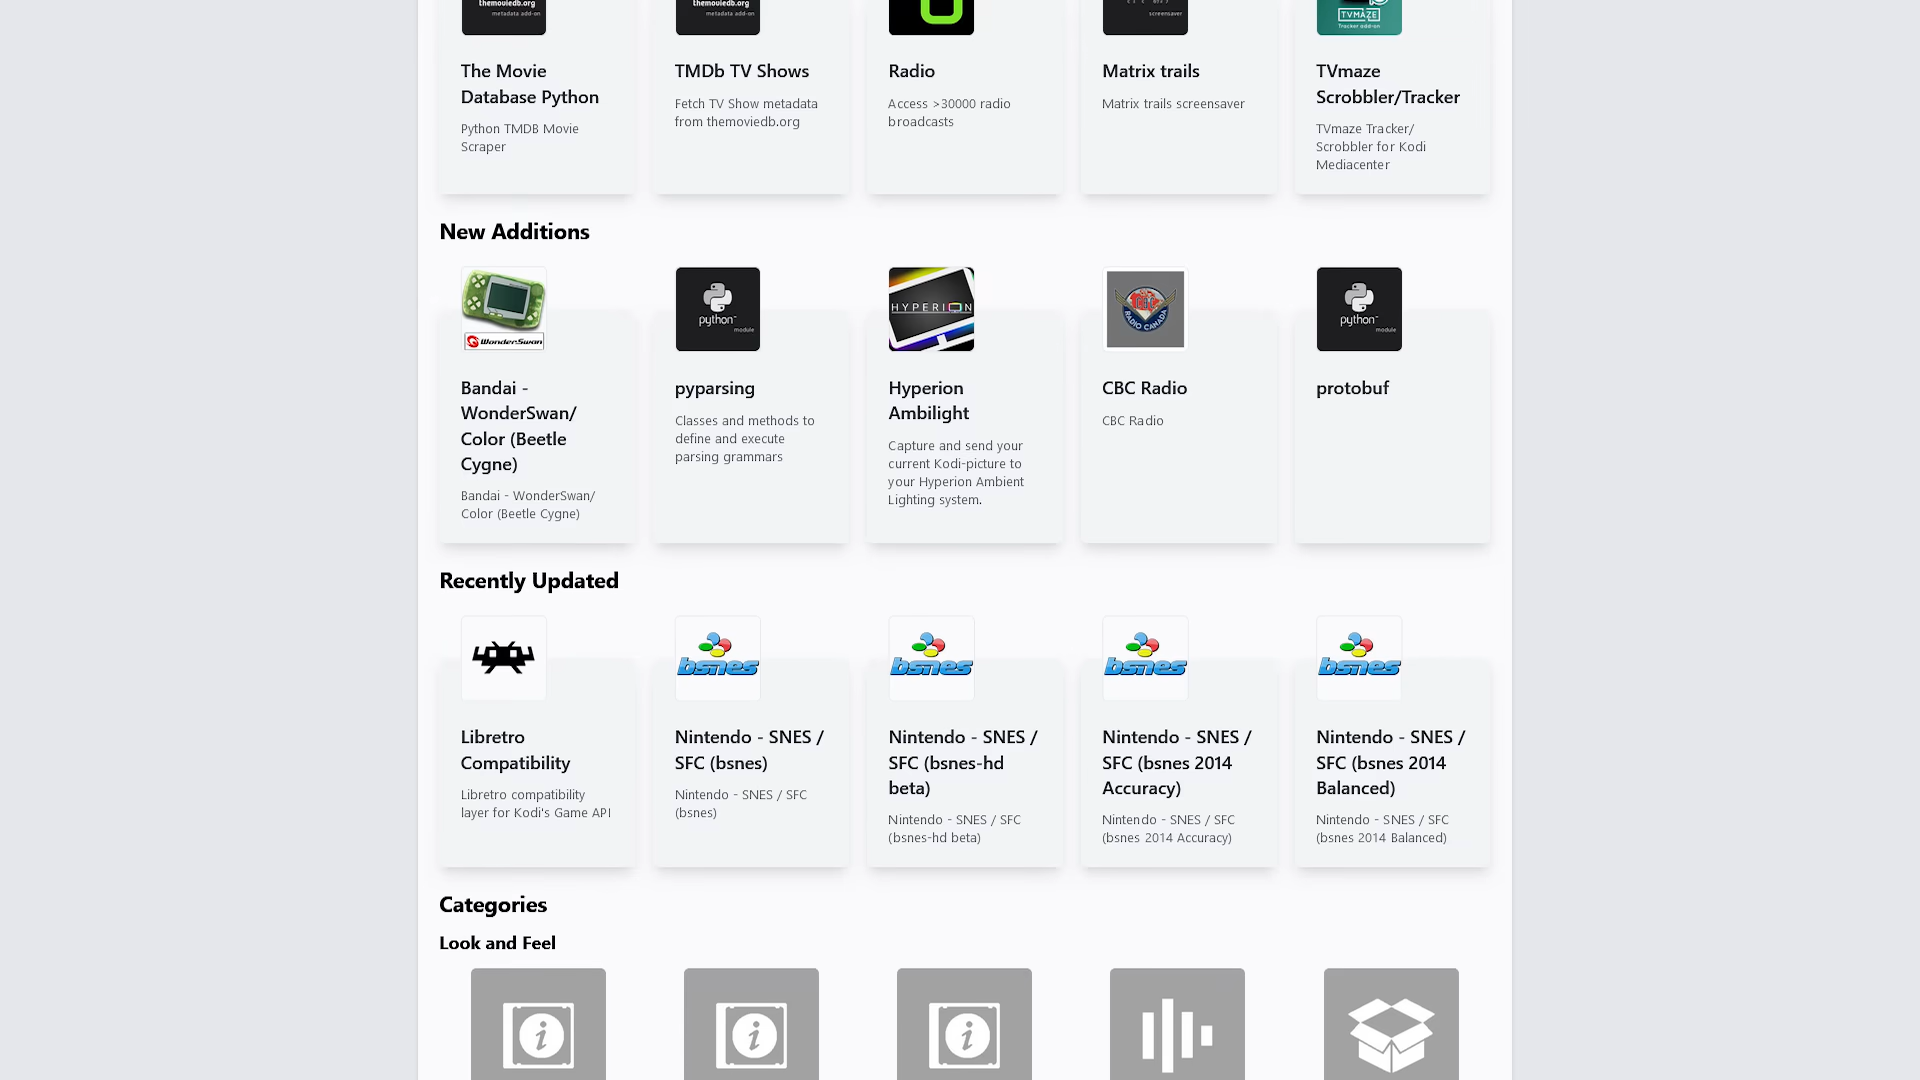 themoviedb.org
metadata add-on
themoviedb.org
metadata add-on
screensaver
TVMAZE
Tracker add-on
The Movie
Database Python
Python TMDB Movie
Scraper
TMDb TV Shows
Fetch TV Show metadata
from themoviedb.org
Radio
Access >30000 radio
broadcasts
Matrix trails
Matrix trails screensaver
TVmaze
Scrobbler/Tracker
TVmaze Tracker/
Scrobbler for Kodi
Mediacenter
New Additions
WonderSwan
python
module
HYPERION
RADIO CANADA
python
module
Bandai -
WonderSwan/
Color (Beetle
Cygne)
Bandai - WonderSwan/
Color (Beetle Cygne)
pyparsing
Classes and methods to
define and execute
parsing grammars
Hyperion
Ambilight
Capture and send your
current Kodi-picture to
your Hyperion Ambient
Lighting system.
CBC Radio
CBC Radio
protobuf
Recently Updated
bsnes
bsnes
bsnes
bsnes
Libretro
Compatibility
Libretro compatibility
layer for Kodi's Game API
Nintendo - SNES /
SFC (bsnes)
Nintendo - SNES / SFC
(bsnes)
Nintendo - SNES /
SFC (bsnes-hd
beta)
Nintendo - SNES / SFC
(bsnes-hd beta)
Nintendo - SNES /
SFC (bsnes 2014
Accuracy)
Nintendo - SNES / SFC
(bsnes 2014 Accuracy)
Nintendo - SNES /
SFC (bsnes 2014
Balanced)
Nintendo - SNES / SFC
(bsnes 2014 Balanced)
Categories
Look and Feel